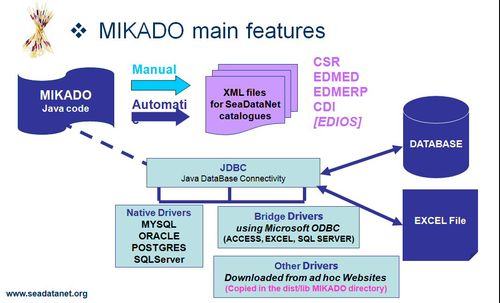 ❖ MIKADO main features
Manual
Automati
c
MIKADO
Java code
XML files
for SeaDataNet
catalogues
CSR
EDMED
EDMERP
CDI
[EDIOS]
DATABASE
JDBC
Java DataBase Connectivity
EXCEL File
Native Drivers
MYSQL
ORACLE
POSTGRES
SQLServer
Bridge Drivers
using Microsoft ODBC
(ACCESS, EXCEL, SQL SERVER)
Other Drivers
Downloaded from ad hoc Websites
(Copied in the dist/lib MIKADO directory)
www.seadatanet.org